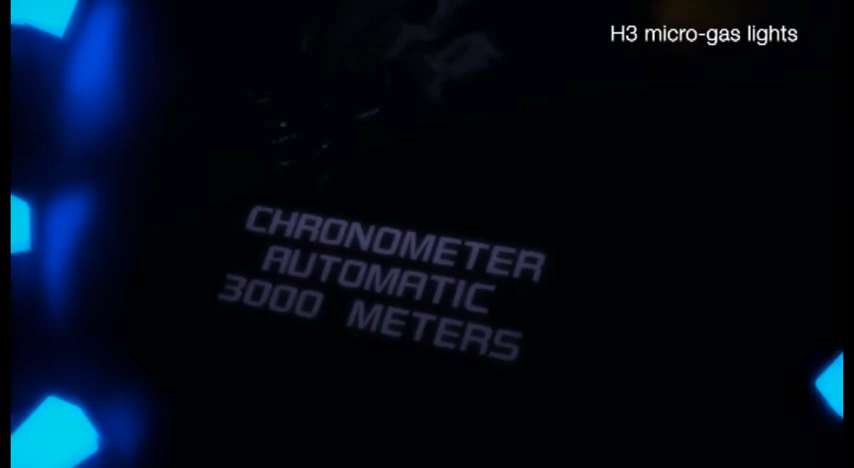 H3 micro-gas lights
CHRONOMETER
AUTOMATIC
3000 METERS